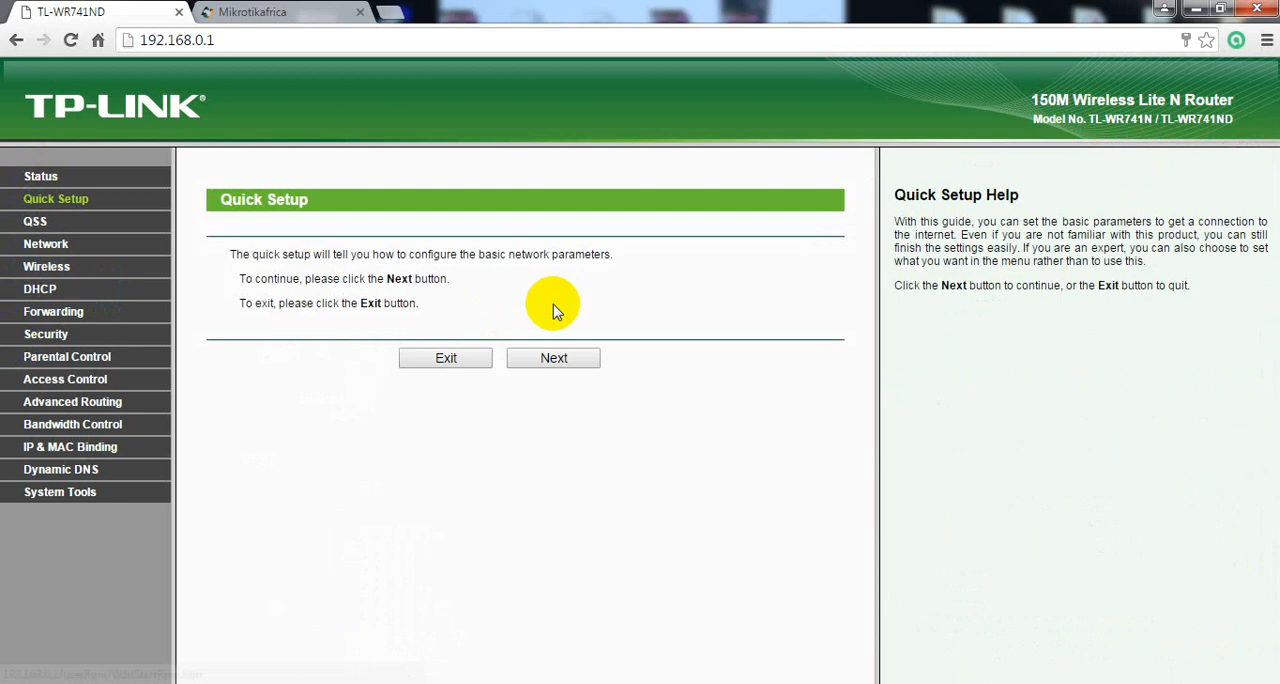 TL-WR741ND
Mikrotikafrica
192.168.0.1
TP-LINK®
150M Wireless Lite N Router
Model No. TL-WR741N / TL-WR741ND
Status
Quick Setup
QSS
Network
Wireless
DHCP
Forwarding
Security
Parental Control
Access Control
Advanced Routing
Bandwidth Control
IP & MAC Binding
Dynamic DNS
System Tools
Quick Setup
The quick setup will tell you how to configure the basic network parameters.
To continue, please click the Next button.
To exit, please click the Exit button.
Exit
Next
Quick Setup Help
With this guide, you can set the basic parameters to get a connection to
the internet. Even if you are not familiar with this product, you can still
finish the settings easily. If you are an expert, you can also choose to set
what you want in the menu rather than to use this.
Click the Next button to continue, or the Exit button to quit.